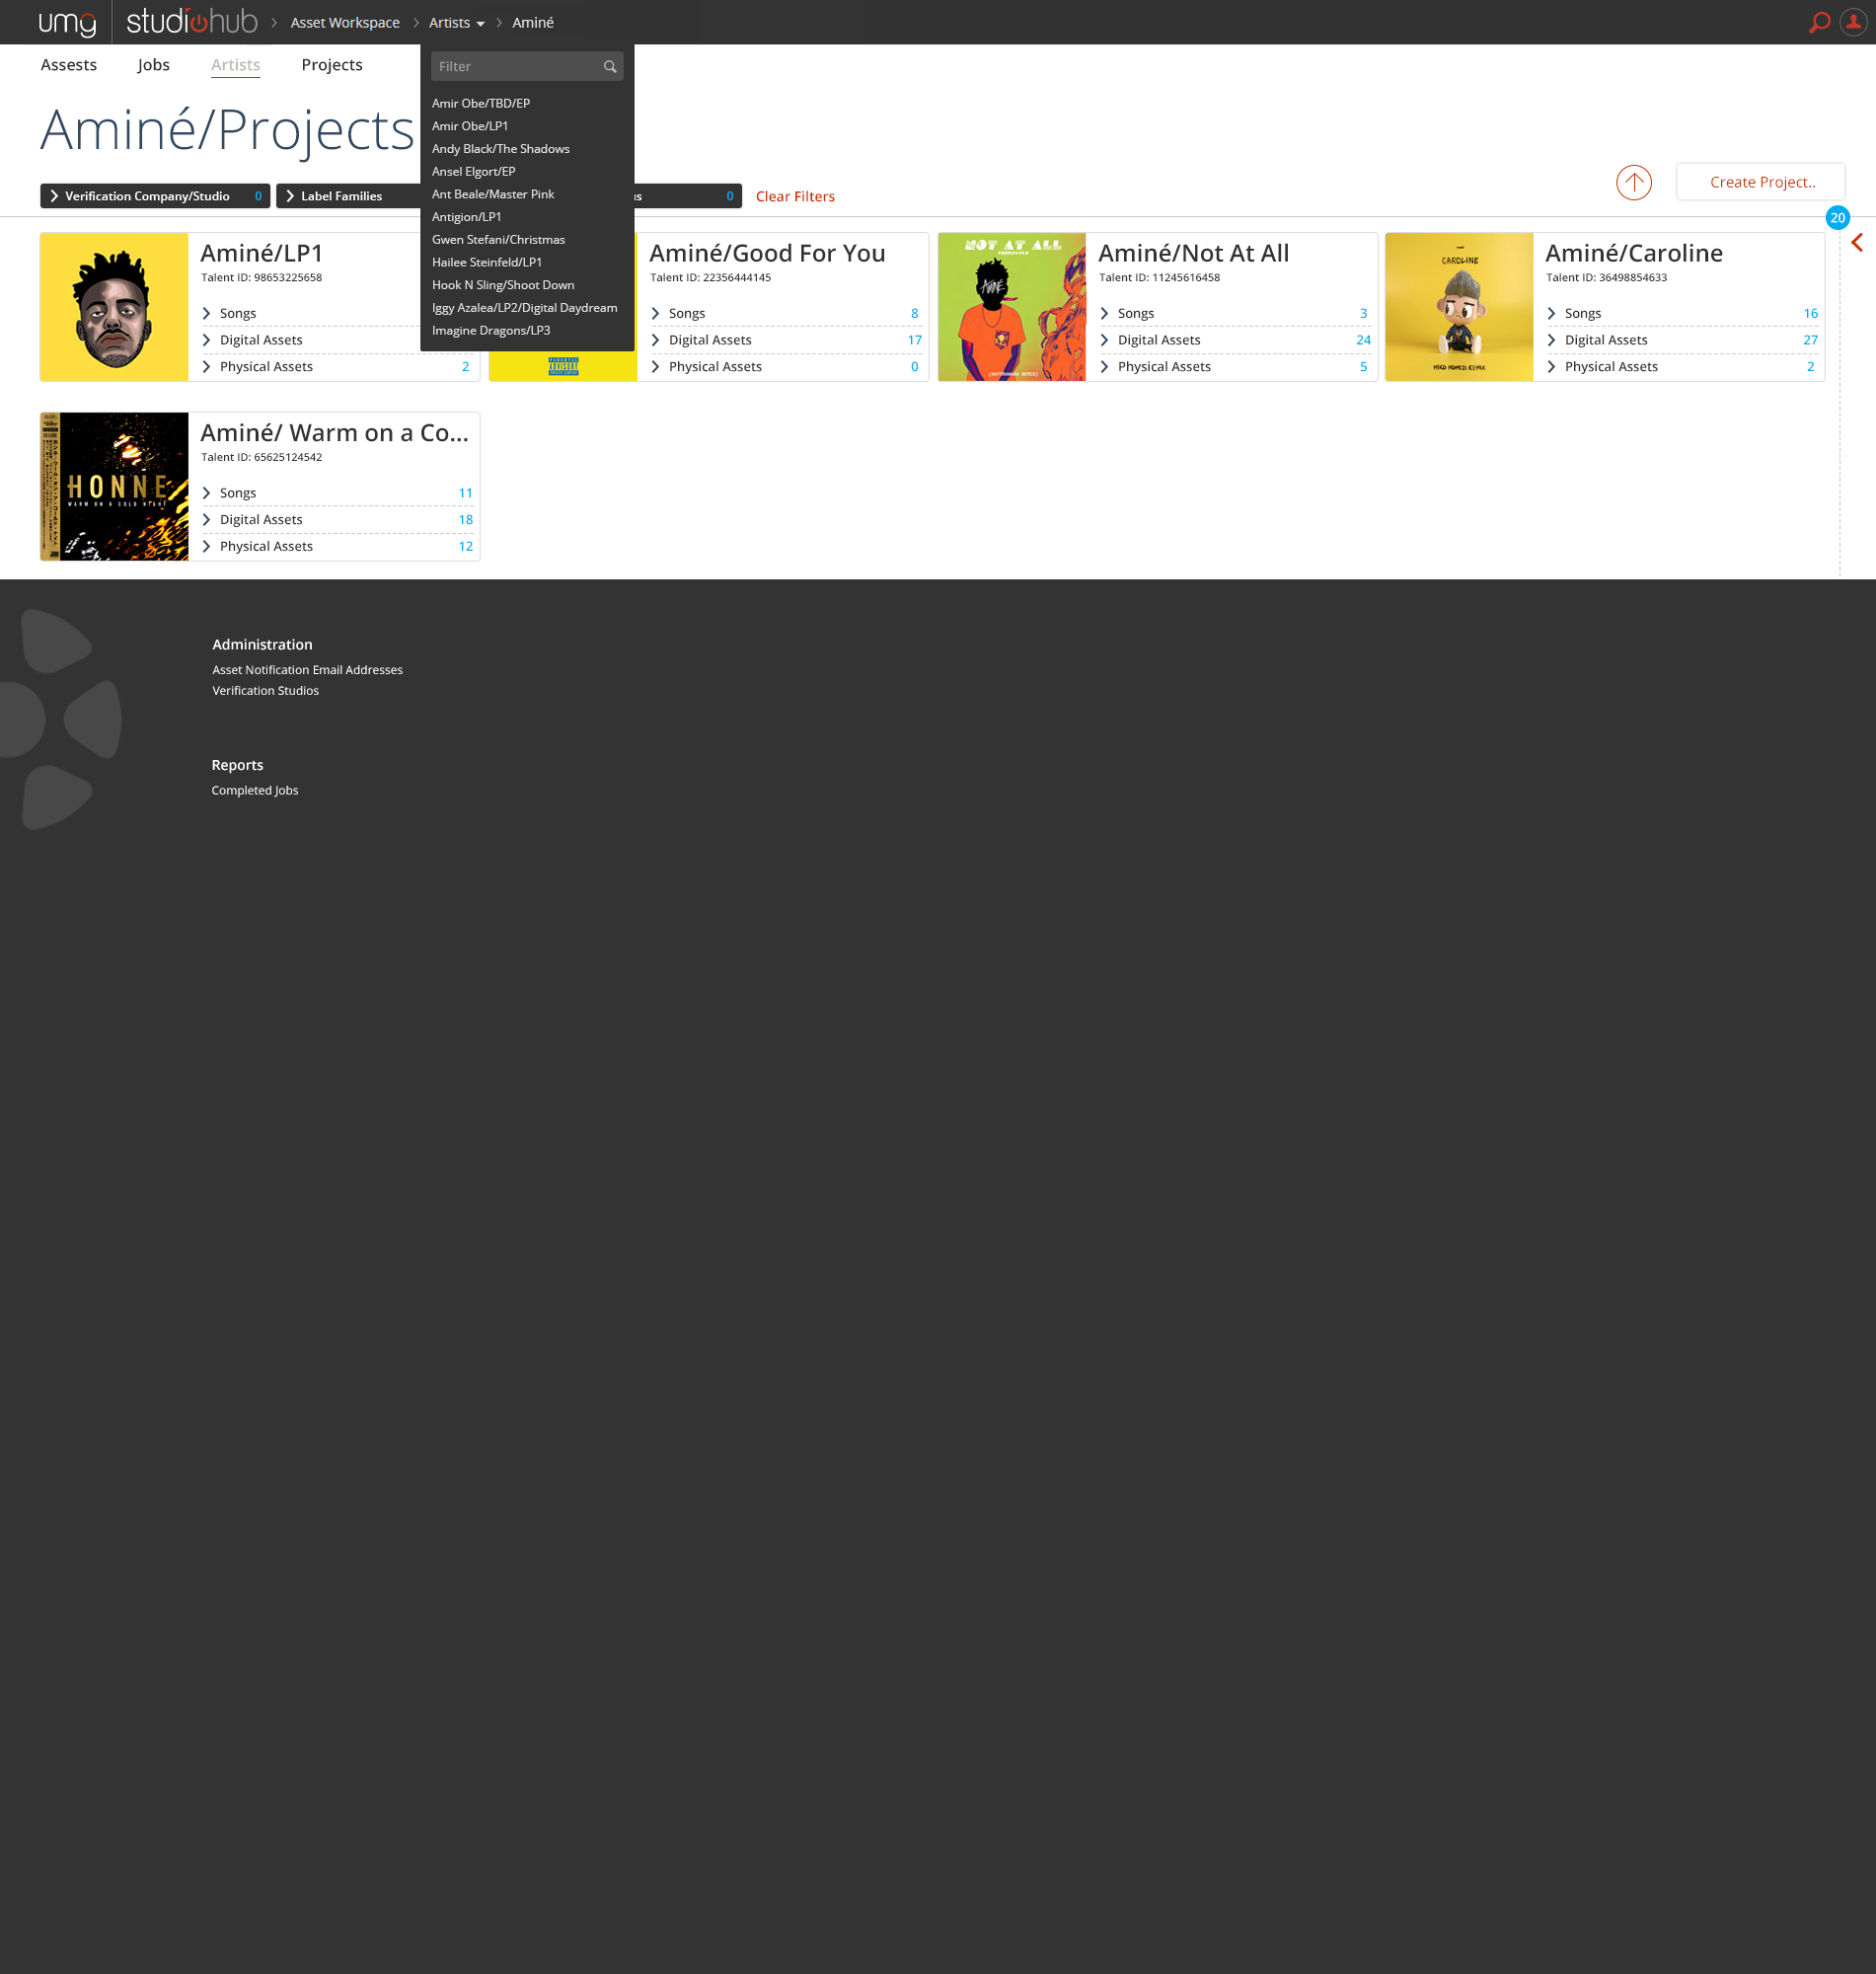 umg studiohub Asset Workspace Artists Aminé
Assests Jobs Artists Projects
Filter
Amir Obe/TBD/EP
Amir Obe/LP1
Andy Black/The Shadows
Ansel Elgort/EP
Ant Beale/Master Pink
Antigion/LP1
Gwen Stefani/Christmas
Hailee Steinfeld/LP1
Hook N Sling/Shoot Down
Iggy Azalea/LP2/Digital Daydream
Imagine Dragons/LP3
Aminé/Projects
Verification Company/Studio 0 Label Families 0 Clear Filters
Create Project..
20
Aminé/LP1
Talent ID: 98653225658
Songs
Digital Assets
Physical Assets 2
Aminé/Good For You
Talent ID: 22356444145
Songs 8
Digital Assets 17
Physical Assets 0
PARENTAL
ADVISORY
NOT AT ALL
AMINÉ
Aminé/Not At All
Talent ID: 11245616458
Songs 3
Digital Assets 24
Physical Assets 5
CAROLINE
Aminé/Caroline
Talent ID: 36498854633
Songs 16
Digital Assets 27
Physical Assets 2
HONNE
WARM ON A COLD NIGHT
Aminé/ Warm on a Co...
Talent ID: 65625124542
Songs 11
Digital Assets 18
Physical Assets 12
Administration
Asset Notification Email Addresses
Verification Studios
Reports
Completed Jobs